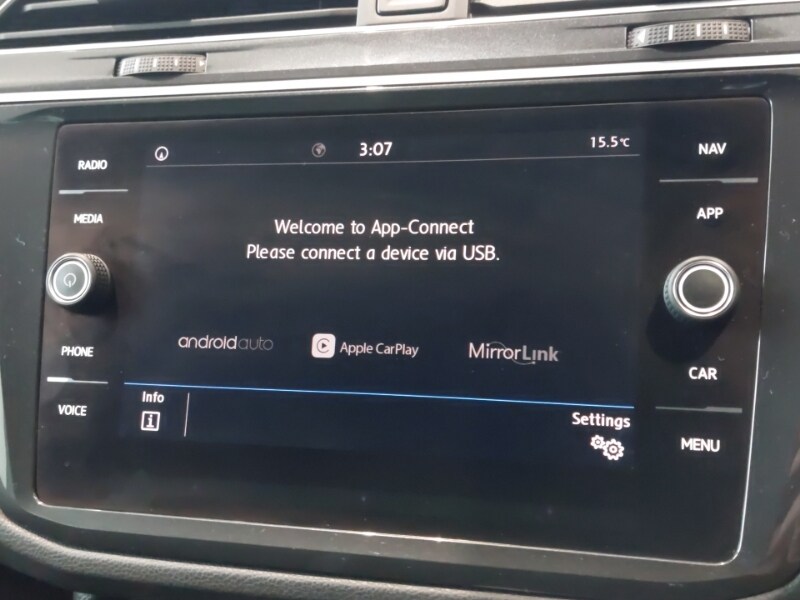 RADIO
MEDIA
PHONE
VOICE
3:07
15.5°C
Welcome to App-Connect
Please connect a device via USB.
androidauto
Apple CarPlay
MirrorLink
Info
i
Settings
NAV
APP
CAR
MENU